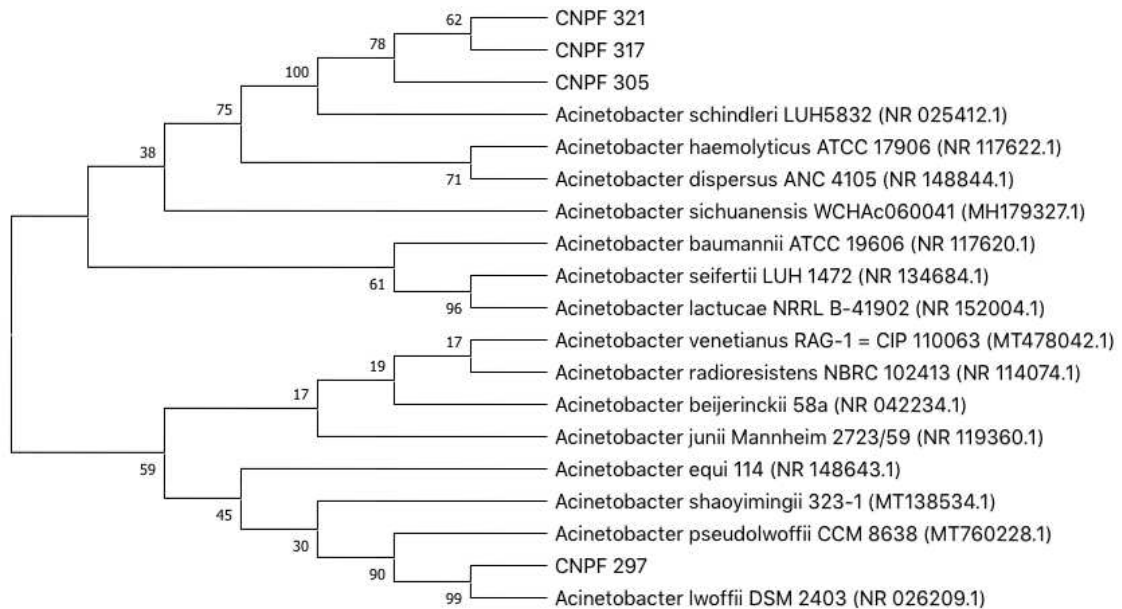 62 CNPF 321
78 CNPF 317
100 CNPF 305
75 Acinetobacter schindleri LUH5832 (NR 025412.1)
38 Acinetobacter haemolyticus ATCC 17906 (NR 117622.1)
71 Acinetobacter dispersus ANC 4105 (NR 148844.1)
Acinetobacter sichuanensis WCHAc060041 (MH179327.1)
Acinetobacter baumannii ATCC 19606 (NR 117620.1)
61 Acinetobacter seifertii LUH 1472 (NR 134684.1)
96 Acinetobacter lactucae NRRL B-41902 (NR 152004.1)
17 Acinetobacter venetianus RAG-1 = CIP 110063 (MT478042.1)
19 Acinetobacter radioresistens NBRC 102413 (NR 114074.1)
17 Acinetobacter beijerinckii 58a (NR 042234.1)
Acinetobacter junii Mannheim 2723/59 (NR 119360.1)
59 Acinetobacter equi 114 (NR 148643.1)
45 Acinetobacter shaoyimingii 323-1 (MT138534.1)
30 Acinetobacter pseudolwoffii CCM 8638 (MT760228.1)
90 CNPF 297
99 Acinetobacter lwoffii DSM 2403 (NR 026209.1)